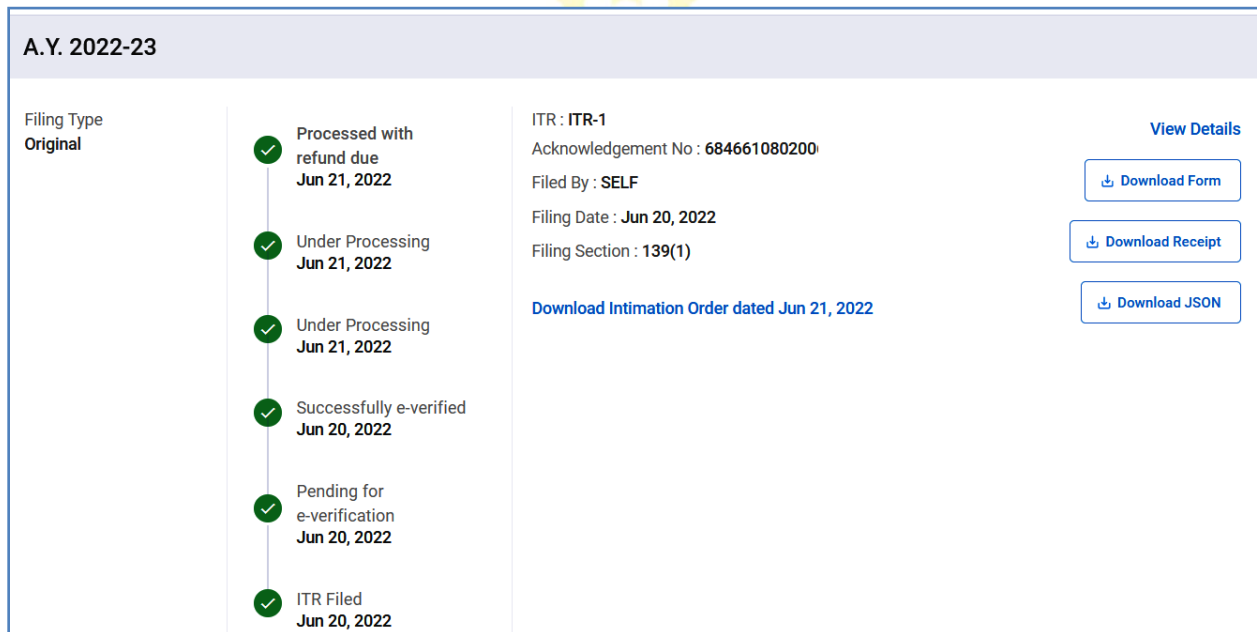 A.Y. 2022-23
Filing Type
Original
Processed with
refund due
Jun 21, 2022
Under Processing
Jun 21, 2022
Under Processing
Jun 21, 2022
Successfully e-verified
Jun 20, 2022
Pending for
e-verification
Jun 20, 2022
ITR Filed
Jun 20, 2022
ITR : ITR-1
Acknowledgement No : 684661080200
Filed By : SELF
Filing Date : Jun 20, 2022
Filing Section : 139(1)
Download Intimation Order dated Jun 21, 2022
View Details
Download Form
Download Receipt
Download JSON